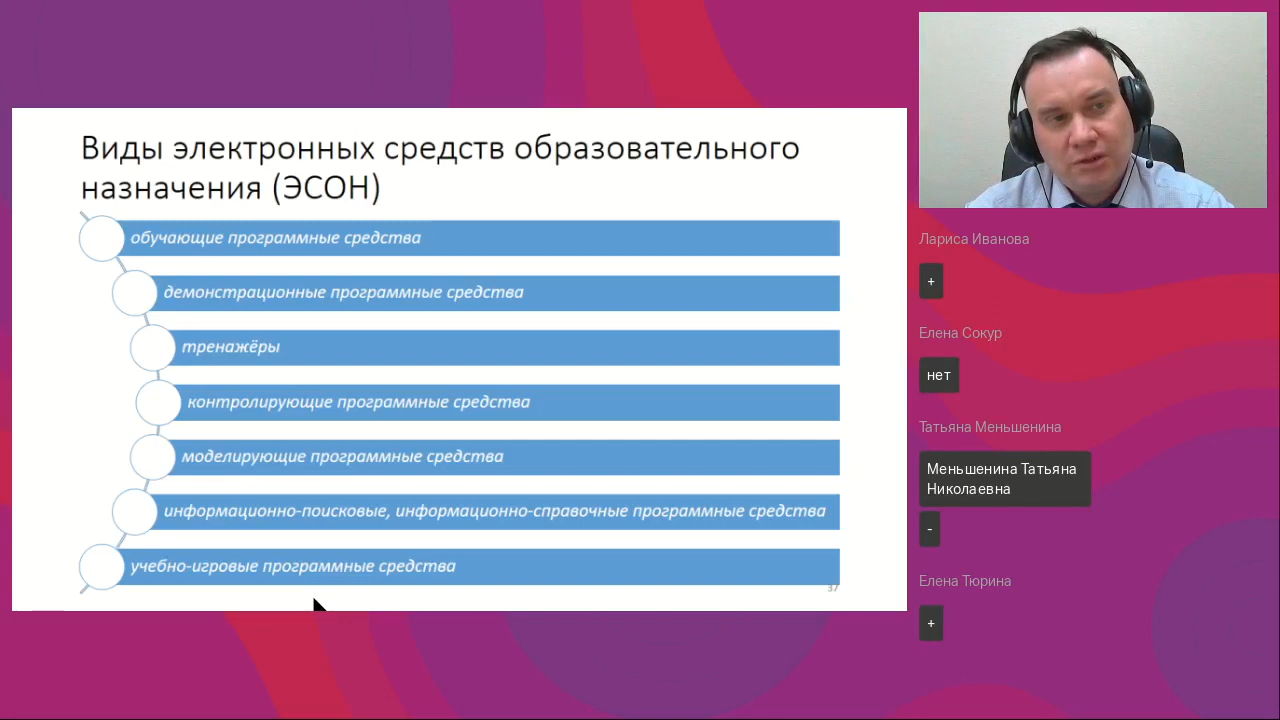 Виды электронных средств образовательного
назначения (ЭСОН)
обучающие программные средства
демонстрационные программные средства
тренажёры
контролирующие программные средства
моделирующие программные средства
информационно-поисковые, информационно-справочные программные средства
учебно-игровые программные средства
37
Лариса Иванова
+
Елена Сокур
нет
Татьяна Меньшенина
Меньшенина Татьяна
Николаевна
-
Елена Тюрина
+